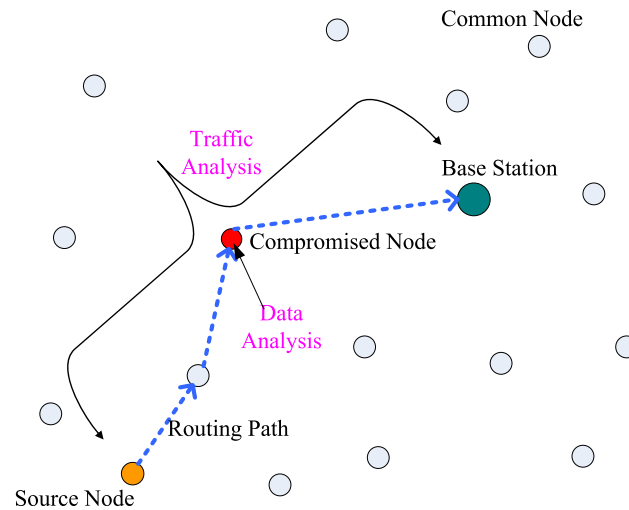 Common Node
Traffic
Analysis
Base Station
Compromised Node
Data
Analysis
Routing Path
Source Node